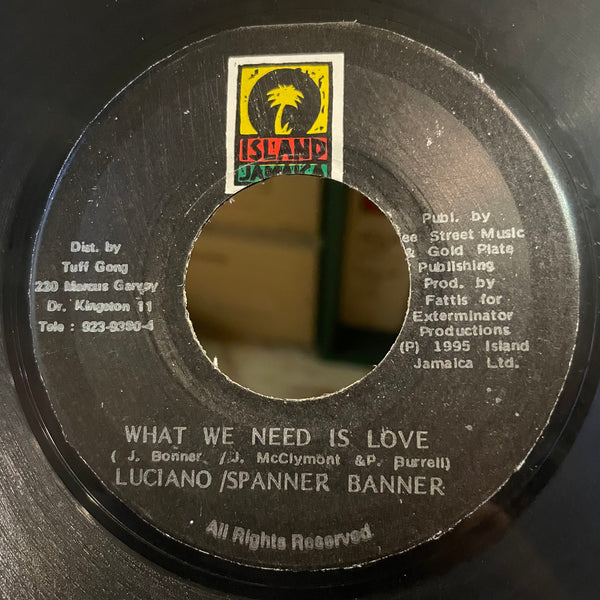 ISLAND
JAMAICA
Dist. by
Tuff Gong
220 Marcus Garvey
Dr. Kingston 11
Tele : 923-9380-4
Publ. by
ee Street Music
& Gold Plate
Publishing
Prod. by
Fattis for
Exterminator
Productions
(P) 1995 Island
Jamaica Ltd.
WHAT WE NEED IS LOVE
( J. Bonner / J. McClymont & P. Burrell)
LUCIANO / SPANNER BANNER
All Rights Reserved